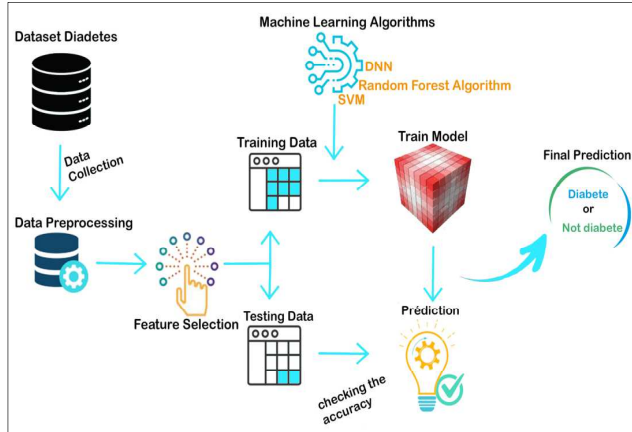 Dataset Diadetes
Machine Learning Algorithms
DNN
Random Forest Algorithm
SVM
Data
Collection
Training Data
Train Model
Final Prediction
Diabete
or
Not diabete
Data Preprocessing
Feature Selection
Testing Data
Prédiction
checking the
accuracy